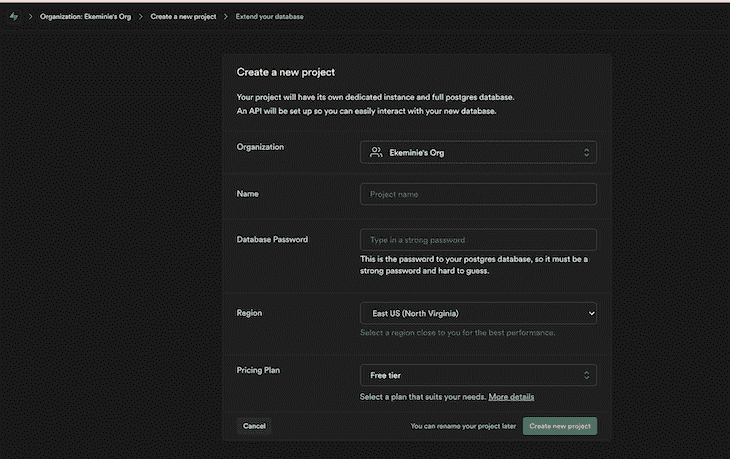 Organization: Ekeminie's Org > Create a new project > Extend your database
Create a new project
Your project will have its own dedicated instance and full postgres database.
An API will be set up so you can easily interact with your new database.
Organization
Ekeminie's Org
Name
Project name
Database Password
Type in a strong password
This is the password to your postgres database, so it must be a
strong password and hard to guess.
Region
East US (North Virginia)
Select a region close to you for the best performance.
Pricing Plan
Free tier
Select a plan that suits your needs. More details
Cancel
You can rename your project later
Create new project